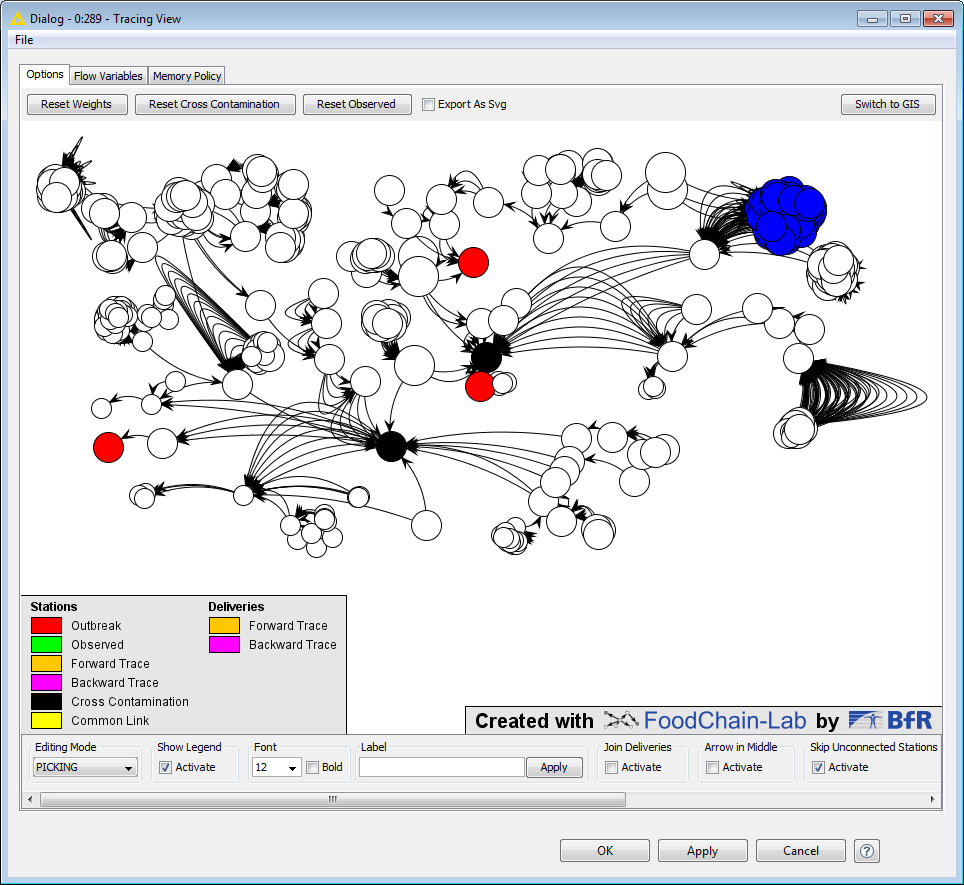 Dialog - 0:289 - Tracing View
File
Options Flow Variables Memory Policy
Reset Weights Reset Cross Contamination Reset Observed Export As Svg Switch to GIS
Stations Deliveries
Outbreak Forward Trace
Observed Backward Trace
Forward Trace
Backward Trace
Cross Contamination
Common Link
Created with FoodChain-Lab by BfR
Editing Mode Show Legend Font Label Join Deliveries Arrow in Middle Skip Unconnected Stations
PICKING Activate 12 Bold Apply Activate Activate Activate
OK Apply Cancel ?